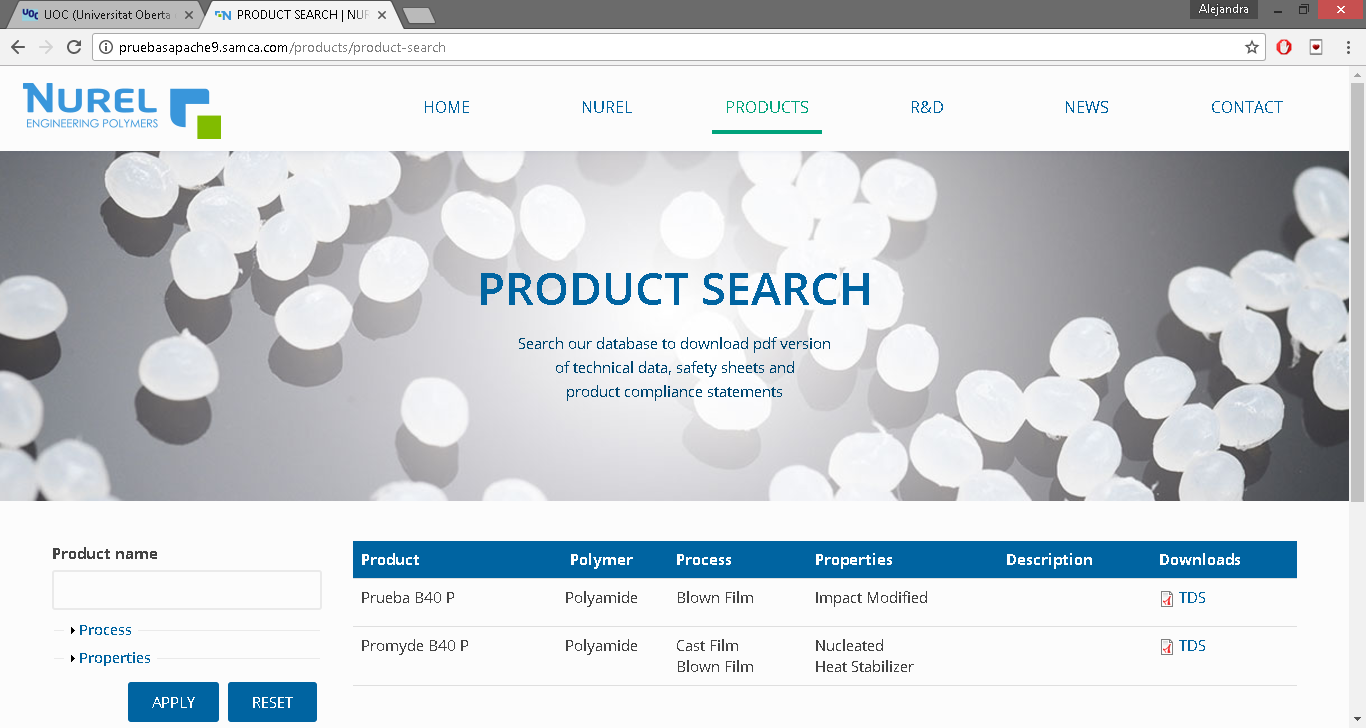 UOC (Universitat Oberta
PRODUCT SEARCH | NUR
Alejandra
pruebasapache9.samca.com/products/product-search
NUREL
ENGINEERING POLYMERS
HOME
NUREL
PRODUCTS
R&D
NEWS
CONTACT
PRODUCT SEARCH
Search our database to download pdf version
of technical data, safety sheets and
product compliance statements
Product name
Process
Properties
APPLY
RESET
Product Polymer Process Properties Description Downloads
Prueba B40 P Polyamide Blown Film Impact Modified TDS
Promyde B40 P Polyamide Cast Film Nucleated TDS
Blown Film Heat Stabilizer